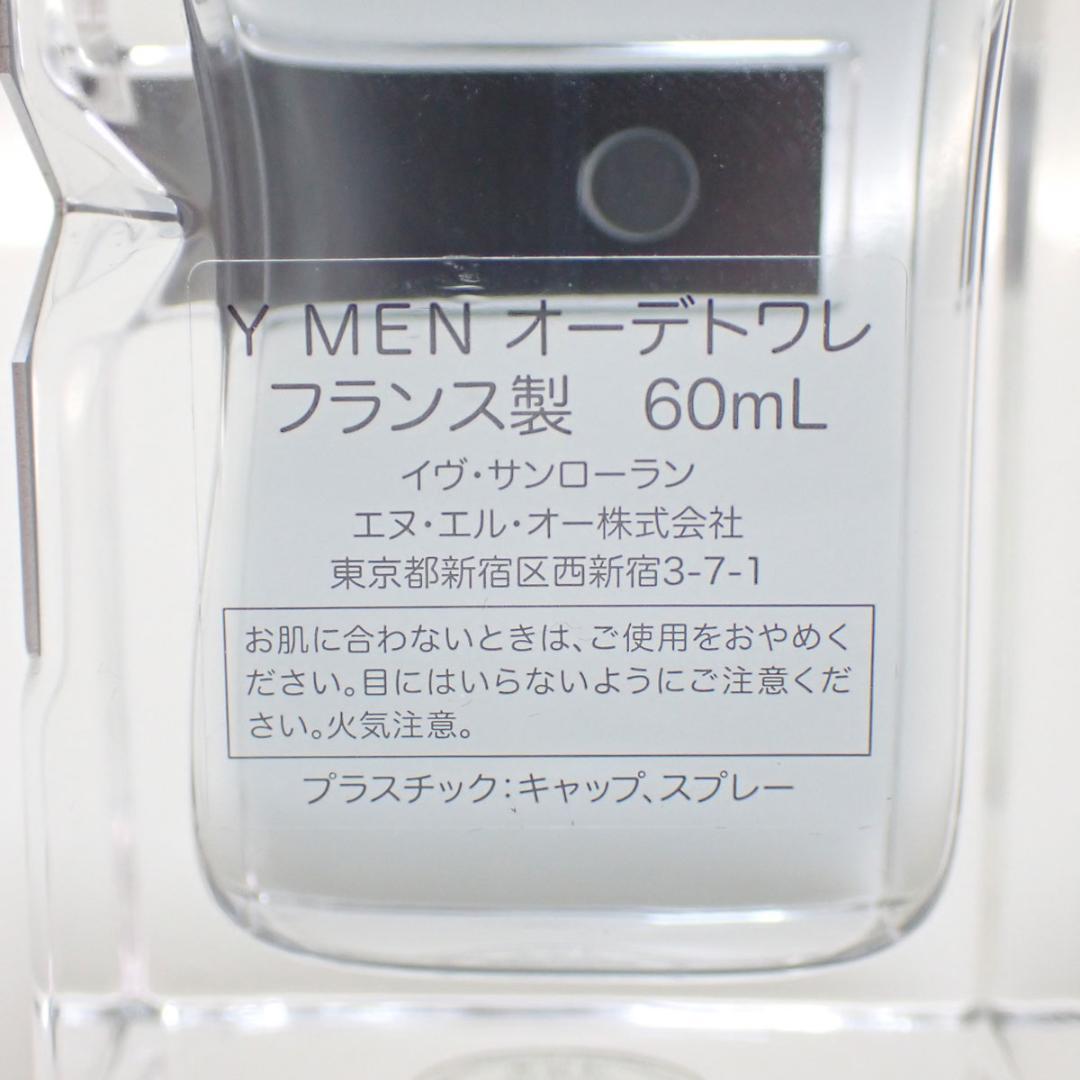 Y MEN オーデトワレ
フランス製 60mL
イヴ・サンローラン
エヌ・エル・オー株式会社
東京都新宿区西新宿3-7-1
お肌に合わないときは、ご使用をおやめく
ださい。目にはいらないようにご注意くだ
さい。火気注意。
プラスチック:キャップ、スプレー